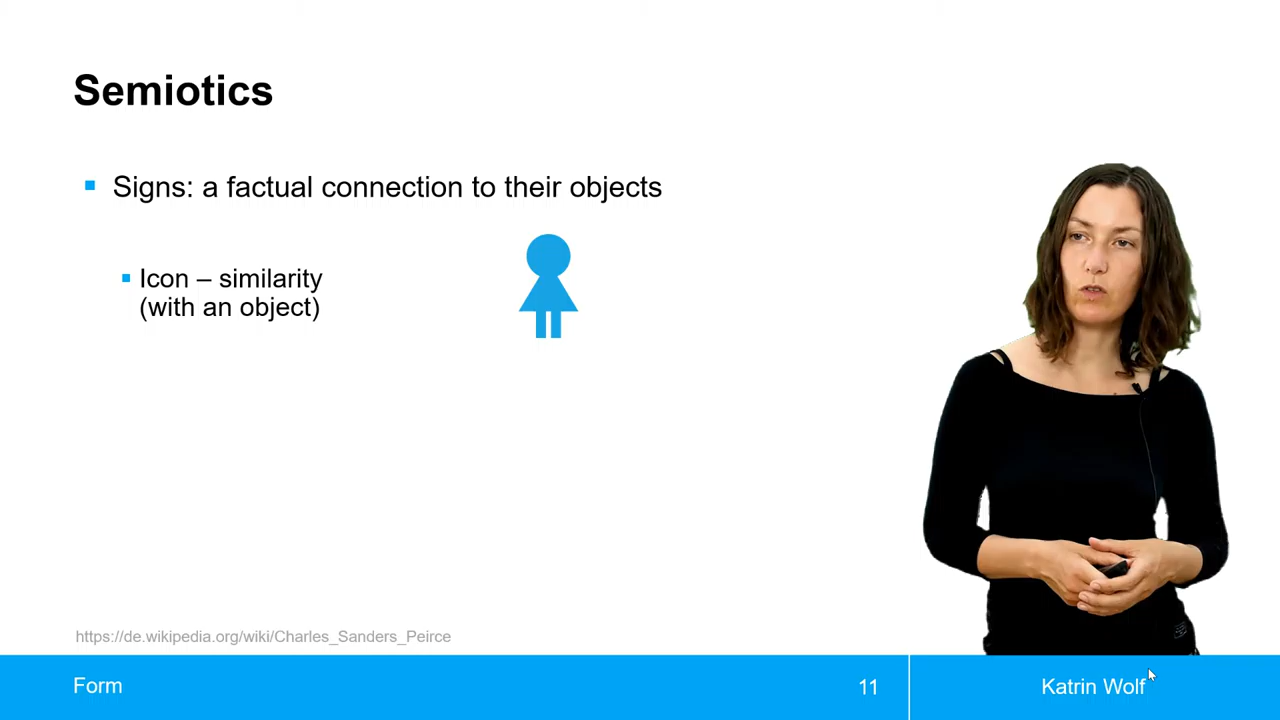 Semiotics
Signs: a factual connection to their objects
Icon – similarity
(with an object)
https://de.wikipedia.org/wiki/Charles_Sanders_Peirce
Form
11
Katrin Wolf